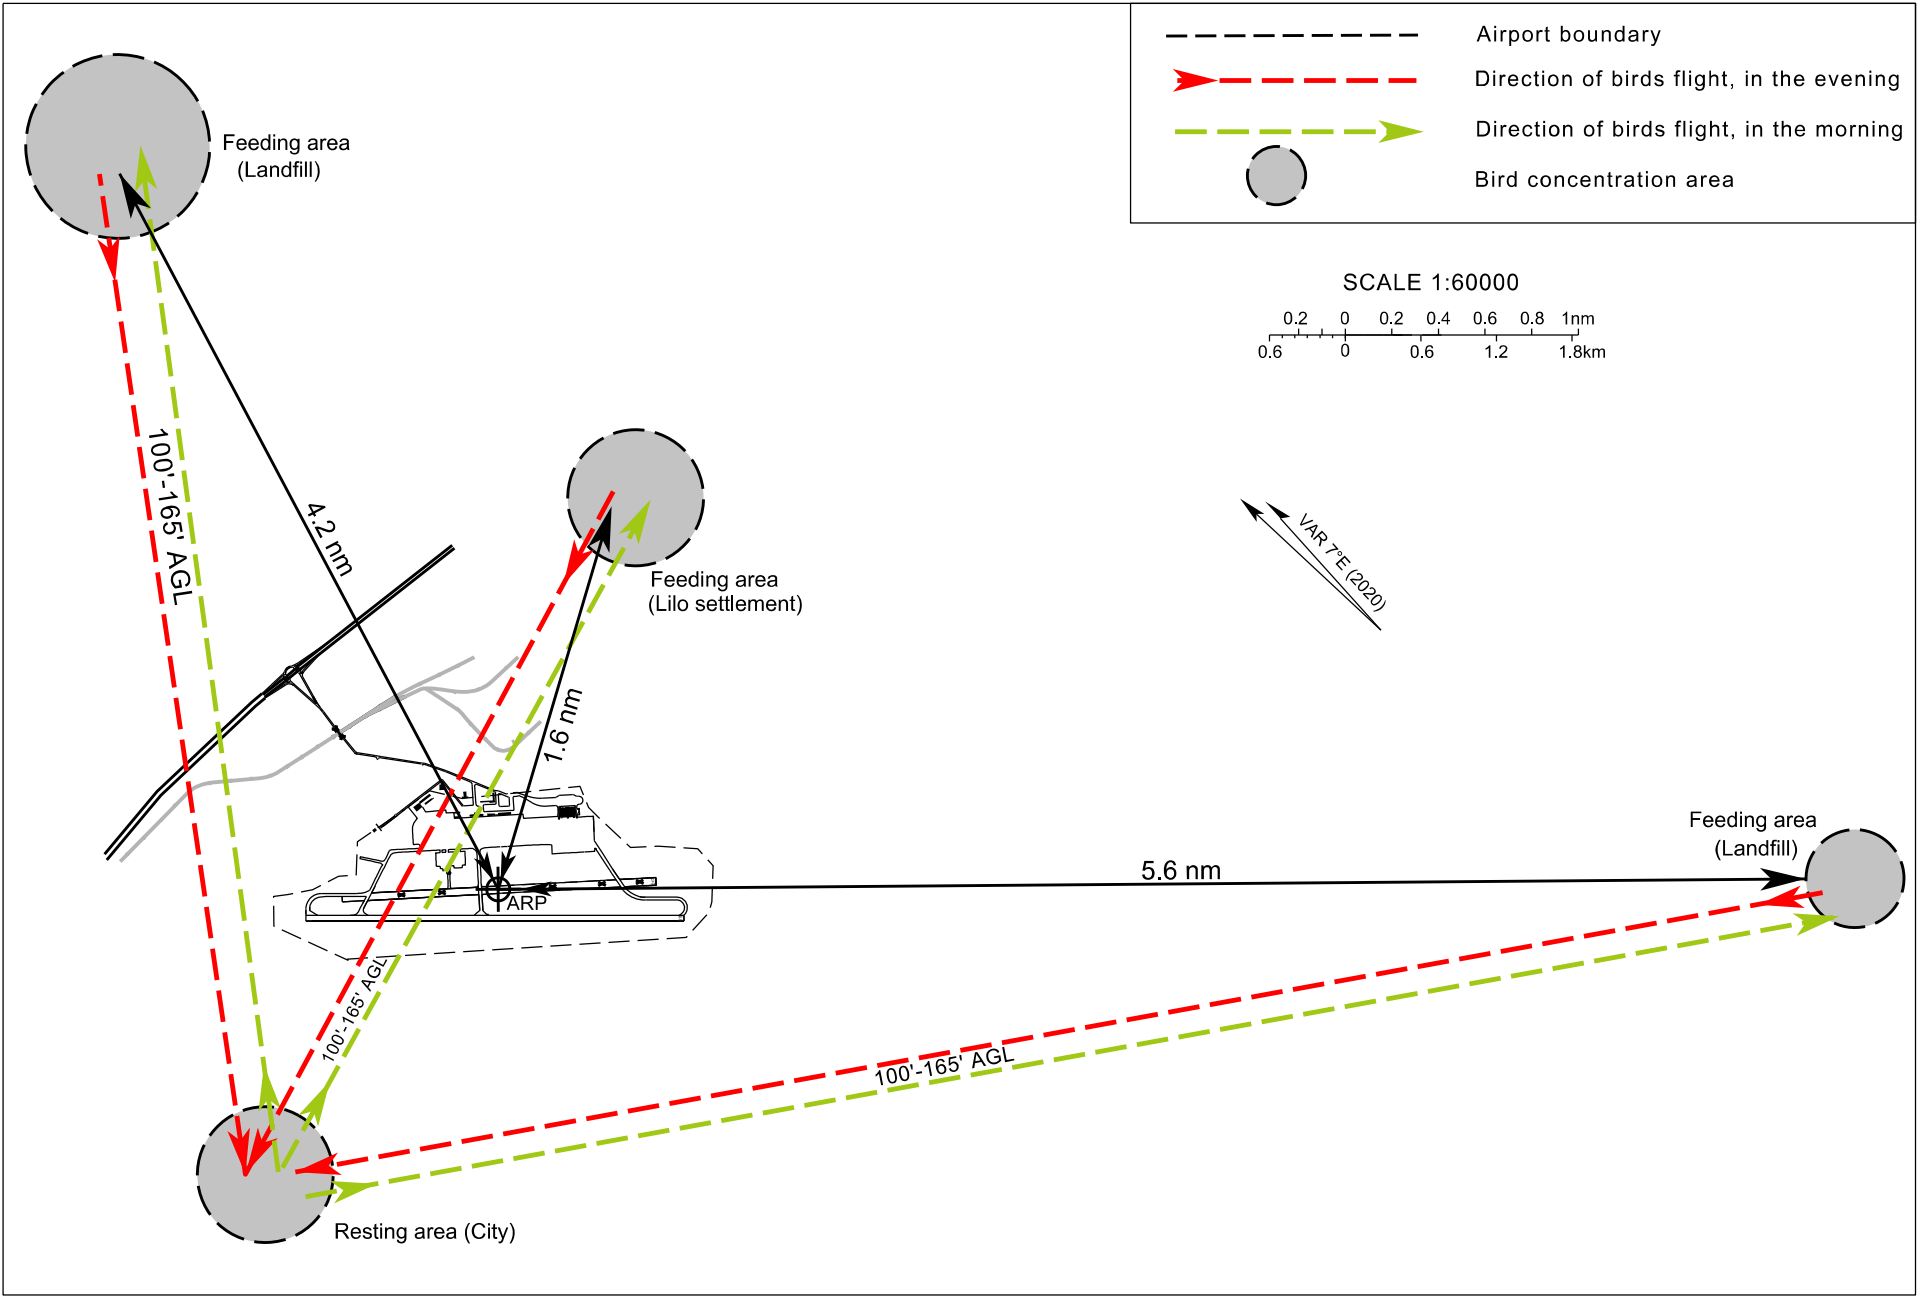 Airport boundary
Direction of birds flight, in the evening
Direction of birds flight, in the morning
Bird concentration area
Feeding area
(Landfill)
SCALE 1:60000
0.2 0 0.2 0.4 0.6 0.8 1nm
0.6 0 0.6 1.2 1.8km
100'-165' AGL
4.2 nm
VAR 7°E (2020)
Feeding area
(Lilo settlement)
1.6 nm
Feeding area
(Landfill)
5.6 nm
ARP
100'-165' AGL
100'-165' AGL
Resting area (City)